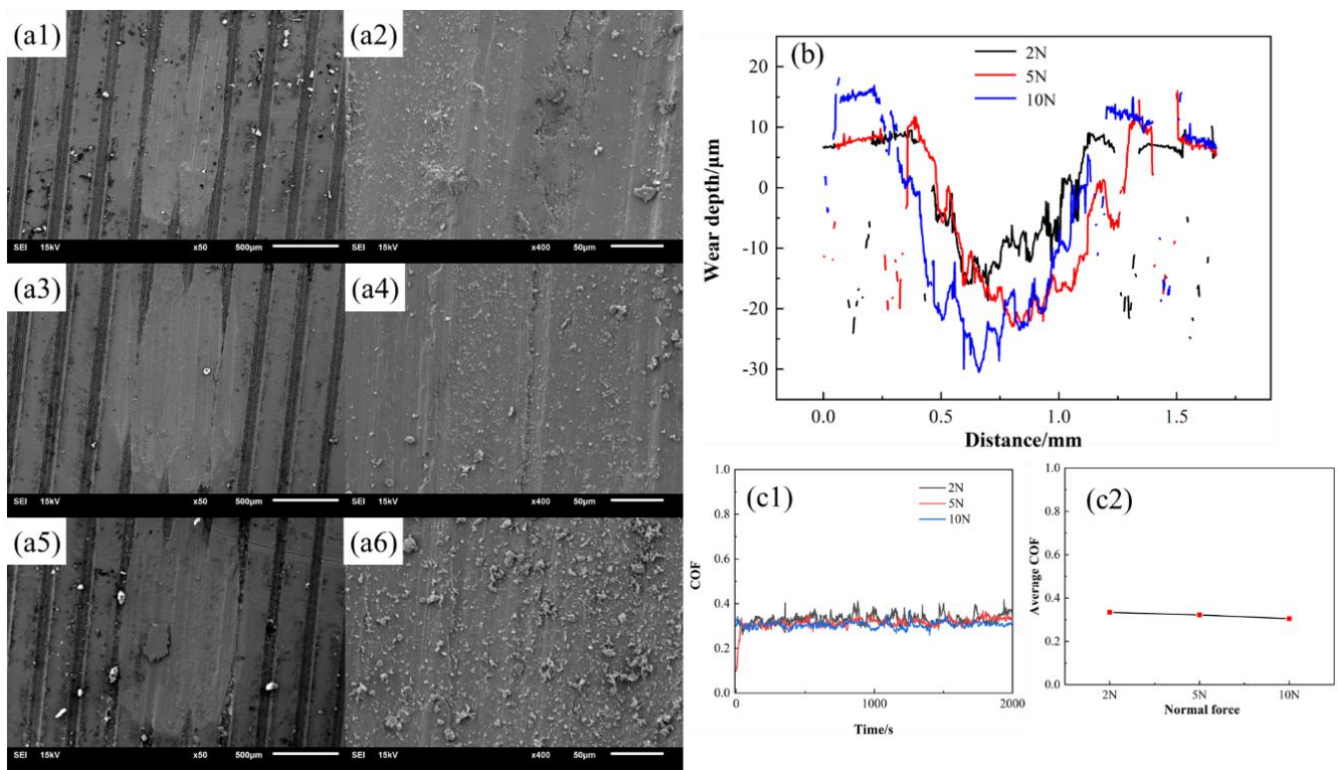 (a1)
SEI 15kV x50 500μm
(a2)
SEI 15kV x400 50μm
(a3)
SEI 15kV x50 500μm
(a4)
SEI 15kV x400 50μm
(a5)
SEI 15kV x50 500μm
(a6)
SEI 15kV x400 50μm
(b)
2N
5N
10N
20
10
0
-10
-20
-30
Wear depth/μm
0.0 0.5 1.0 1.5
Distance/mm
(c1)
2N
5N
10N
1.0
0.8
0.6
0.4
0.2
0.0
COF
0 1000 2000
Time/s
(c2)
1.0
0.8
0.6
0.4
0.2
0.0
Average COF
2N 5N 10N
Normal force